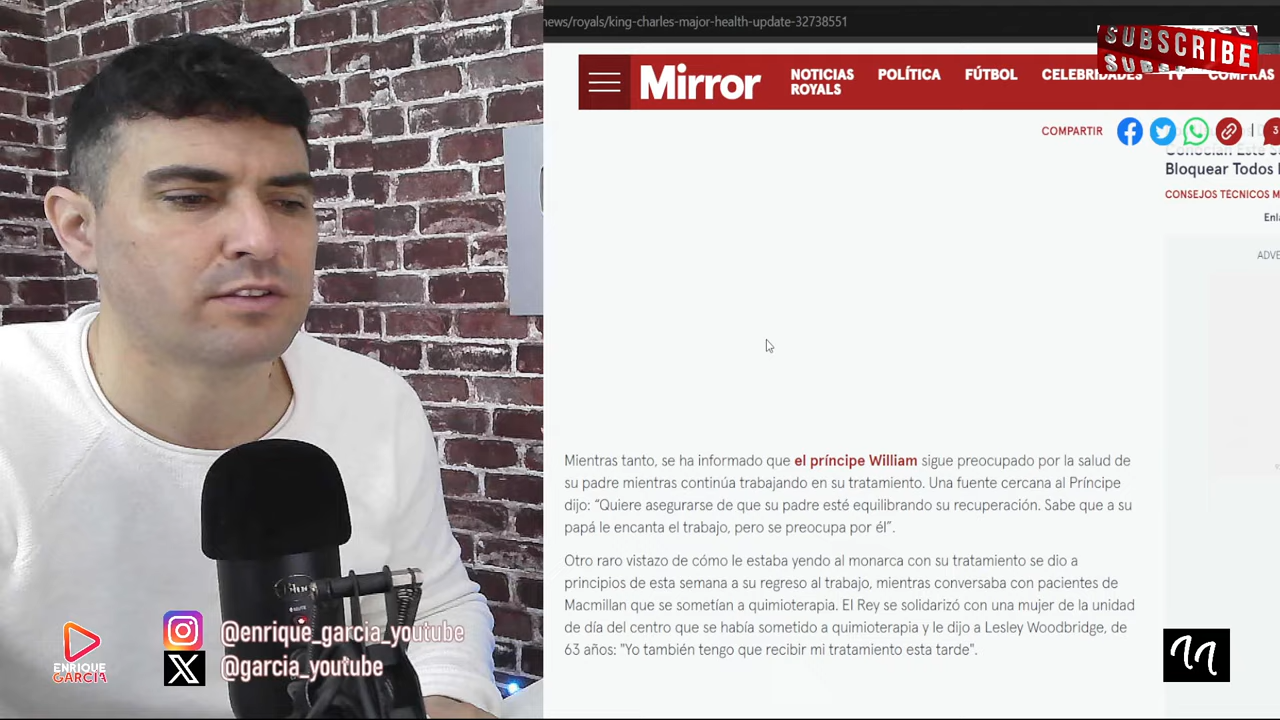 news/royals/king-charles-major-health-update-32738551
SUBSCRIBE
Mirror
NOTICIAS ROYALS
POLÍTICA
FÚTBOL
CELEBRIDADES
TV
COMPRAS
COMPARTIR
3
Bloquear Todos
CONSEJOS TÉCNICOS M
Enl
ADVE
Mientras tanto, se ha informado que el príncipe William sigue preocupado por la salud de
su padre mientras continúa trabajando en su tratamiento. Una fuente cercana al Príncipe
dijo: “Quiere asegurarse de que su padre esté equilibrando su recuperación. Sabe que a su
papá le encanta el trabajo, pero se preocupa por él”.
Otro raro vistazo de cómo le estaba yendo al monarca con su tratamiento se dio a
principios de esta semana a su regreso al trabajo, mientras conversaba con pacientes de
Macmillan que se sometían a quimioterapia. El Rey se solidarizó con una mujer de la unidad
de día del centro que se había sometido a quimioterapia y le dijo a Lesley Woodbridge, de
63 años: "Yo también tengo que recibir mi tratamiento esta tarde".
@enrique_garcia_youtube
@garcia_youtube
ENRIQUE
GARCIA